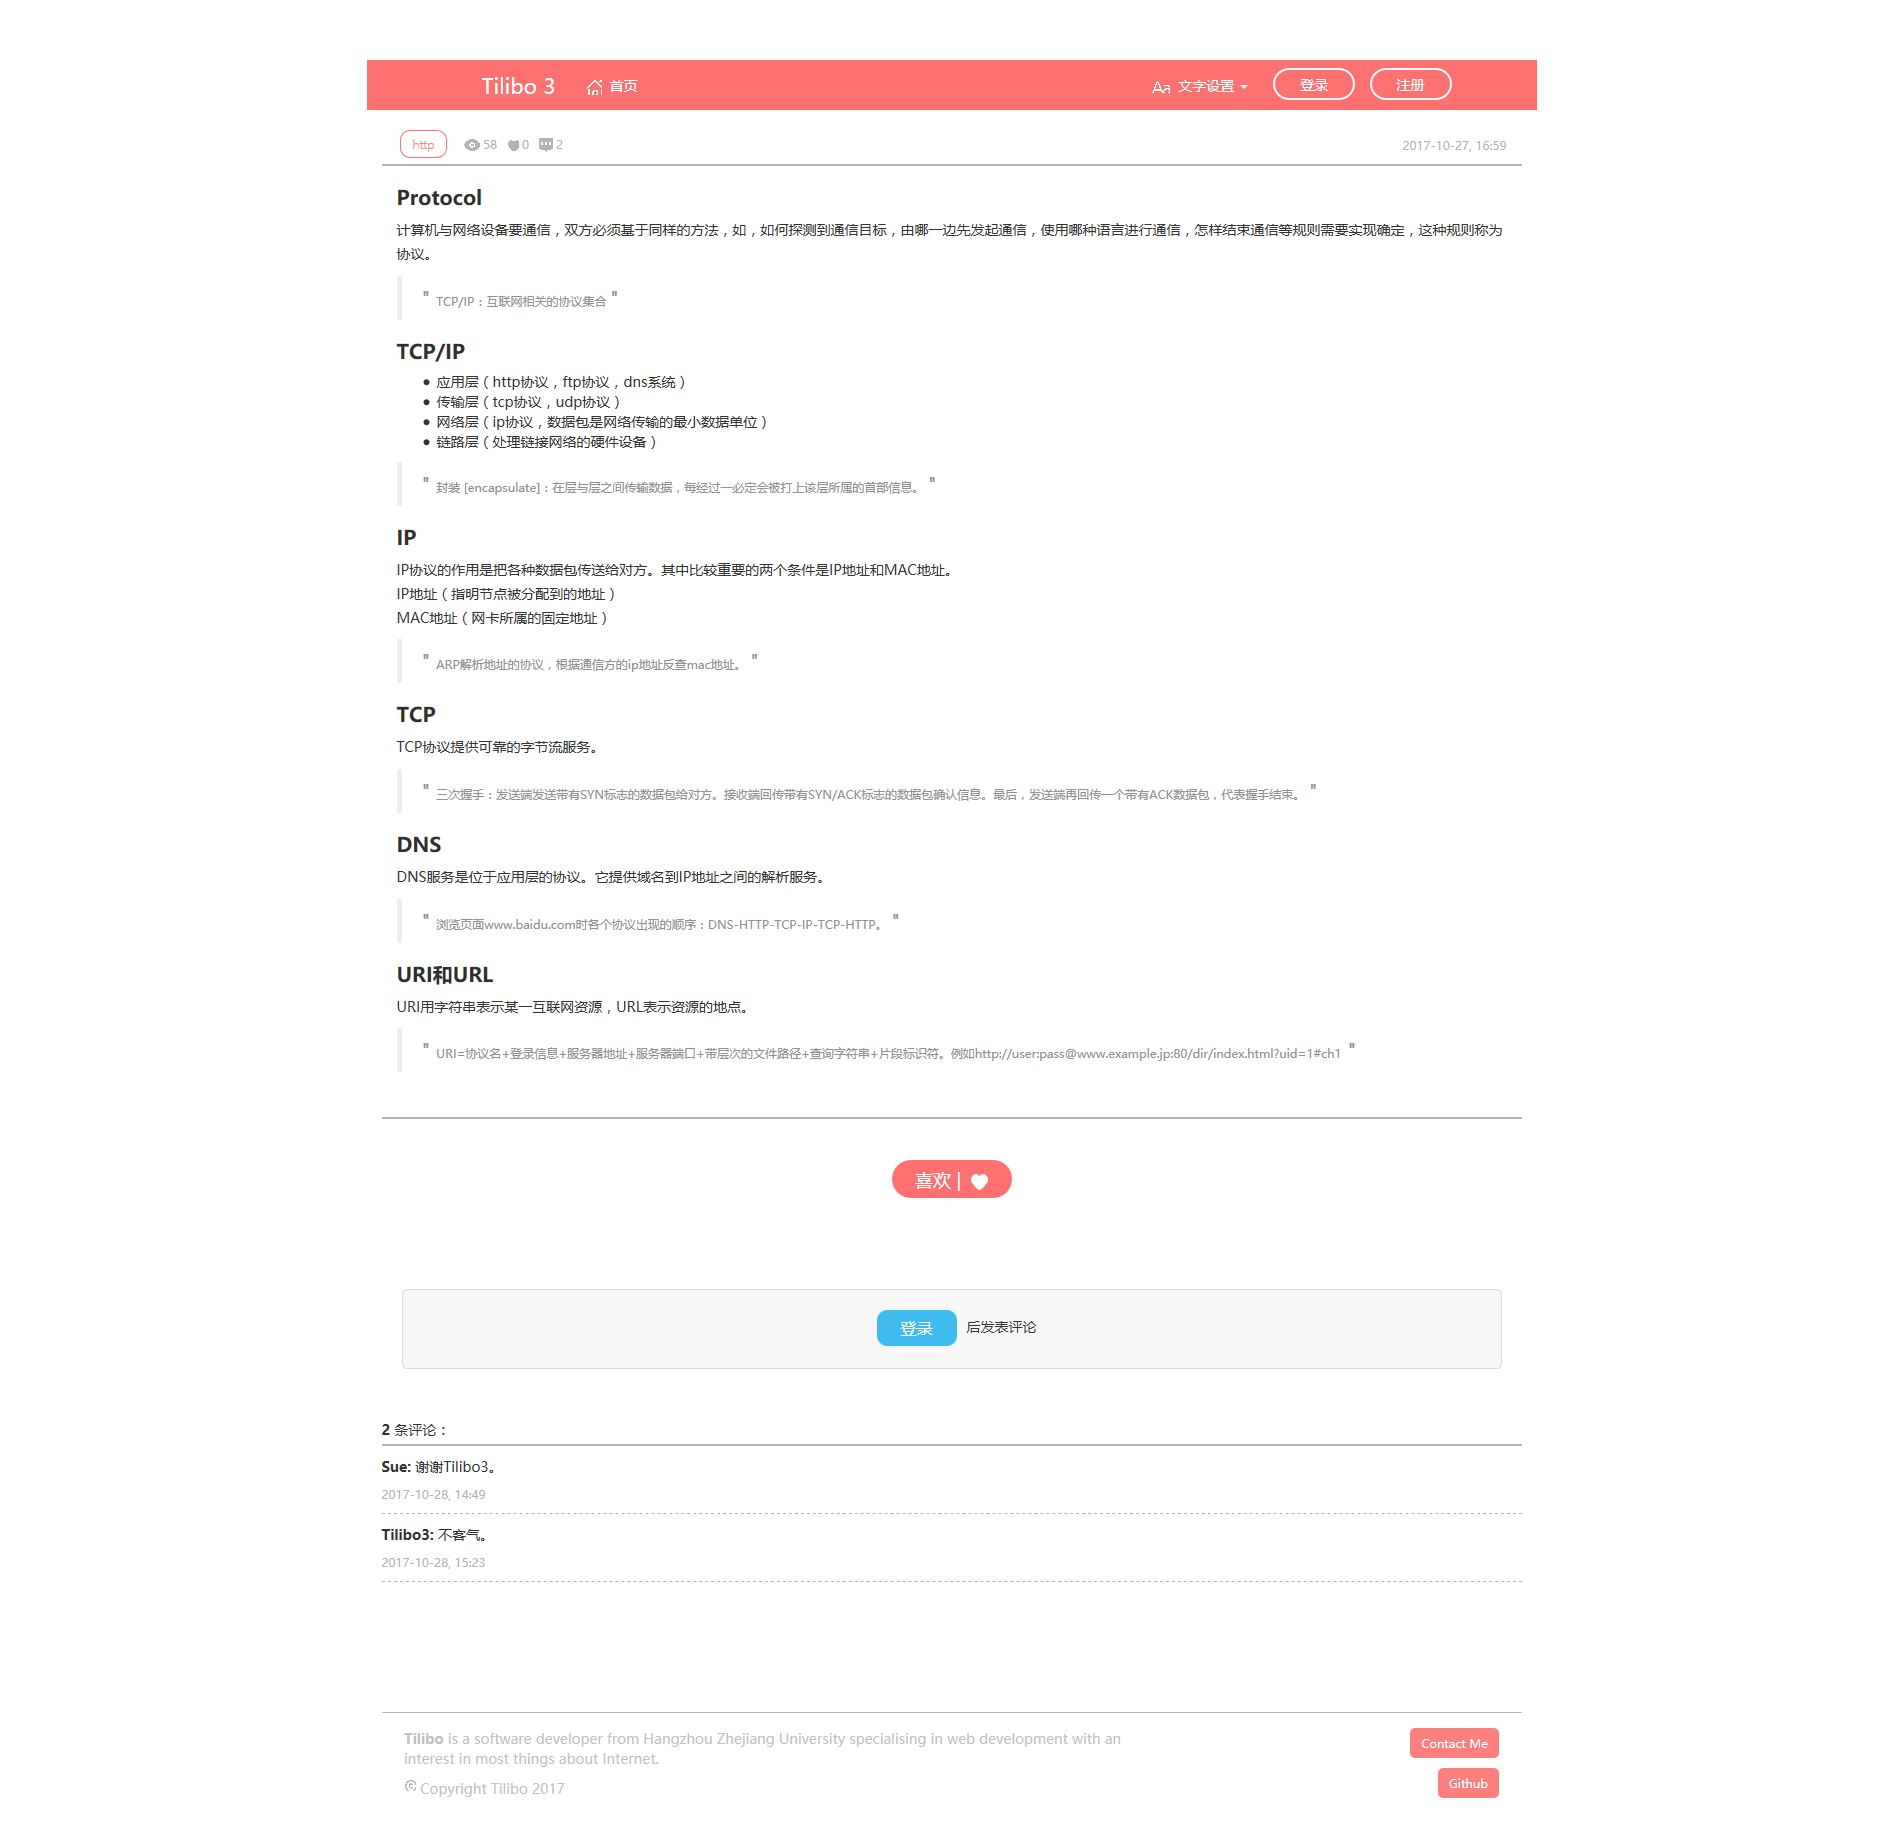 Tilibo 3 首页 文字设置 登录 注册
http 58 0 2 2017-10-27, 16:59
Protocol
计算机与网络设备要通信，双方必须基于同样的方法，如，如何探测到通信目标，由哪一边先发起通信，使用哪种语言进行通信，怎样结束通信等规则需要实现确定，这种规则称为
协议。
" TCP/IP：互联网相关的协议集合 "
TCP/IP
● 应用层（http协议，ftp协议，dns系统）
● 传输层（tcp协议，udp协议）
● 网络层（ip协议，数据包是网络传输的最小数据单位）
● 链路层（处理链接网络的硬件设备）
" 封装 [encapsulate]：在层与层之间传输数据，每经过一必定会被打上该层所属的首部信息。 "
IP
IP协议的作用是把各种数据包传送给对方。其中比较重要的两个条件是IP地址和MAC地址。
IP地址（指明节点被分配到的地址）
MAC地址（网卡所属的固定地址）
" ARP解析地址的协议，根据通信方的ip地址反查mac地址。 "
TCP
TCP协议提供可靠的字节流服务。
" 三次握手：发送端发送带有SYN标志的数据包给对方。接收端回传带有SYN/ACK标志的数据包确认信息。最后，发送端再回传一个带有ACK数据包，代表握手结束。 "
DNS
DNS服务是位于应用层的协议。它提供域名到IP地址之间的解析服务。
" 浏览页面www.baidu.com时各个协议出现的顺序：DNS-HTTP-TCP-IP-TCP-HTTP。 "
URI和URL
URI用字符串表示某一互联网资源，URL表示资源的地点。
" URI=协议名+登录信息+服务器地址+服务器端口+带层次的文件路径+查询字符串+片段标识符。例如http://user:pass@www.example.jp:80/dir/index.html?uid=1#ch1 "
喜欢 |
登录 后发表评论
2 条评论：
Sue: 谢谢Tilibo3。
2017-10-28, 14:49
Tilibo3: 不客气。
2017-10-28, 15:23
Tilibo is a software developer from Hangzhou Zhejiang University specialising in web development with an
interest in most things about Internet.
© Copyright Tilibo 2017
Contact Me
Github